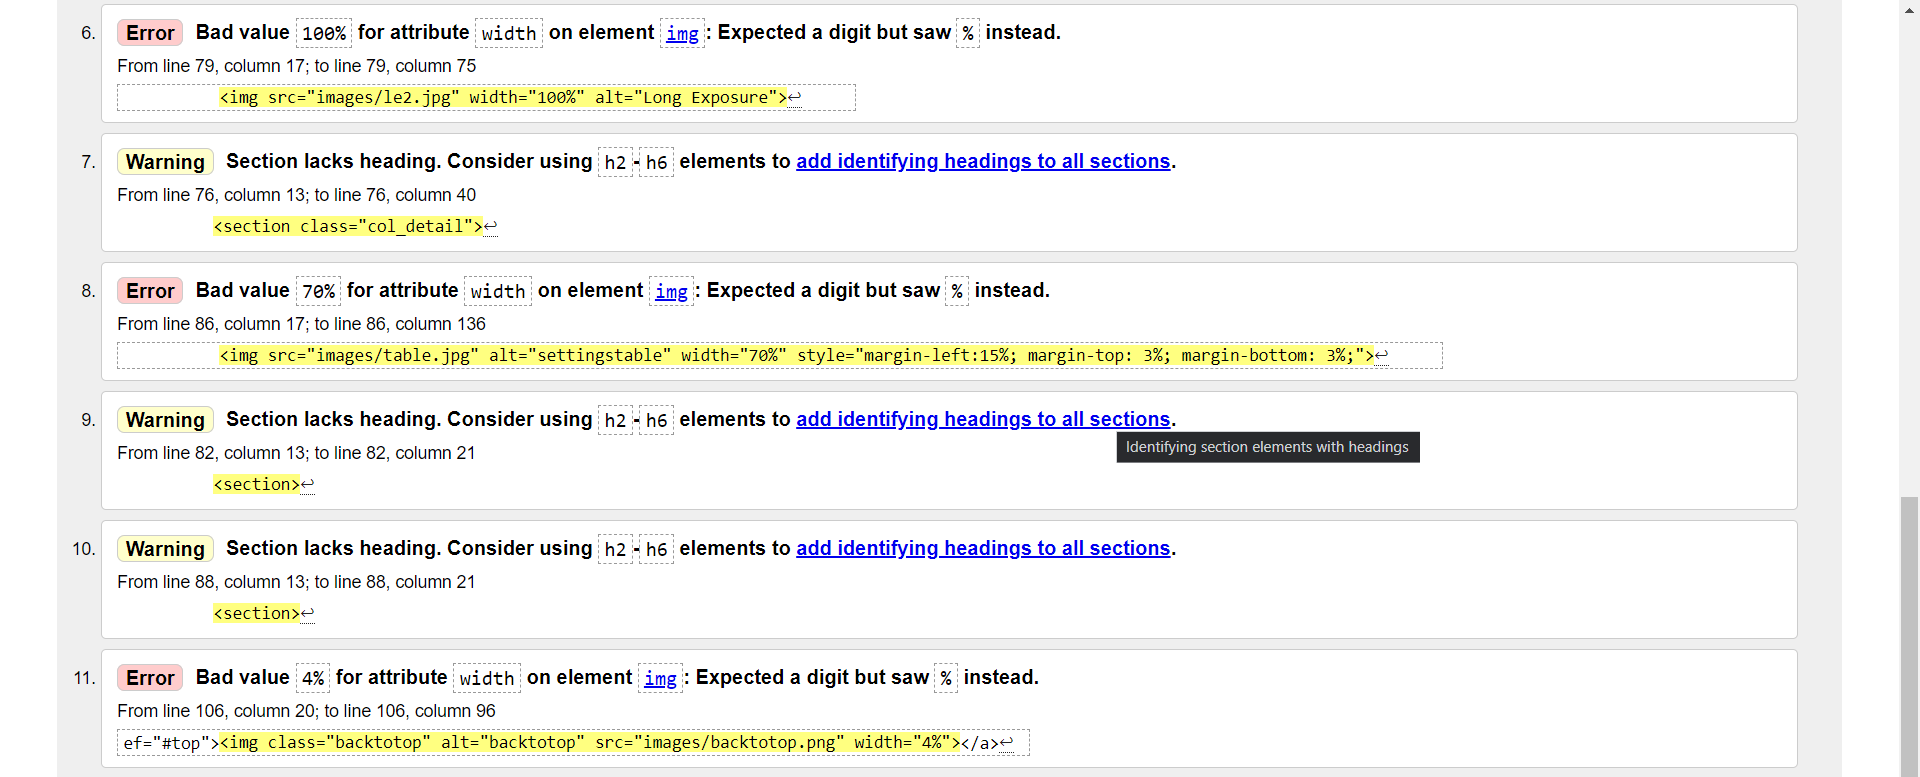 6. Error Bad value 100% for attribute width on element img: Expected a digit but saw % instead.
From line 79, column 17; to line 79, column 75
<img src="images/le2.jpg" width="100%" alt="Long Exposure">↩
7. Warning Section lacks heading. Consider using h2-h6 elements to add identifying headings to all sections.
From line 76, column 13; to line 76, column 40
<section class="col_detail">↩
8. Error Bad value 70% for attribute width on element img: Expected a digit but saw % instead.
From line 86, column 17; to line 86, column 136
<img src="images/table.jpg" alt="settingstable" width="70%" style="margin-left:15%; margin-top: 3%; margin-bottom: 3%;">↩
9. Warning Section lacks heading. Consider using h2-h6 elements to add identifying headings to all sections.
Identifying section elements with headings
From line 82, column 13; to line 82, column 21
<section>↩
10. Warning Section lacks heading. Consider using h2-h6 elements to add identifying headings to all sections.
From line 88, column 13; to line 88, column 21
<section>↩
11. Error Bad value 4% for attribute width on element img: Expected a digit but saw % instead.
From line 106, column 20; to line 106, column 96
ef="#top"><img class="backtotop" alt="backtotop" src="images/backtotop.png" width="4%"></a>↩